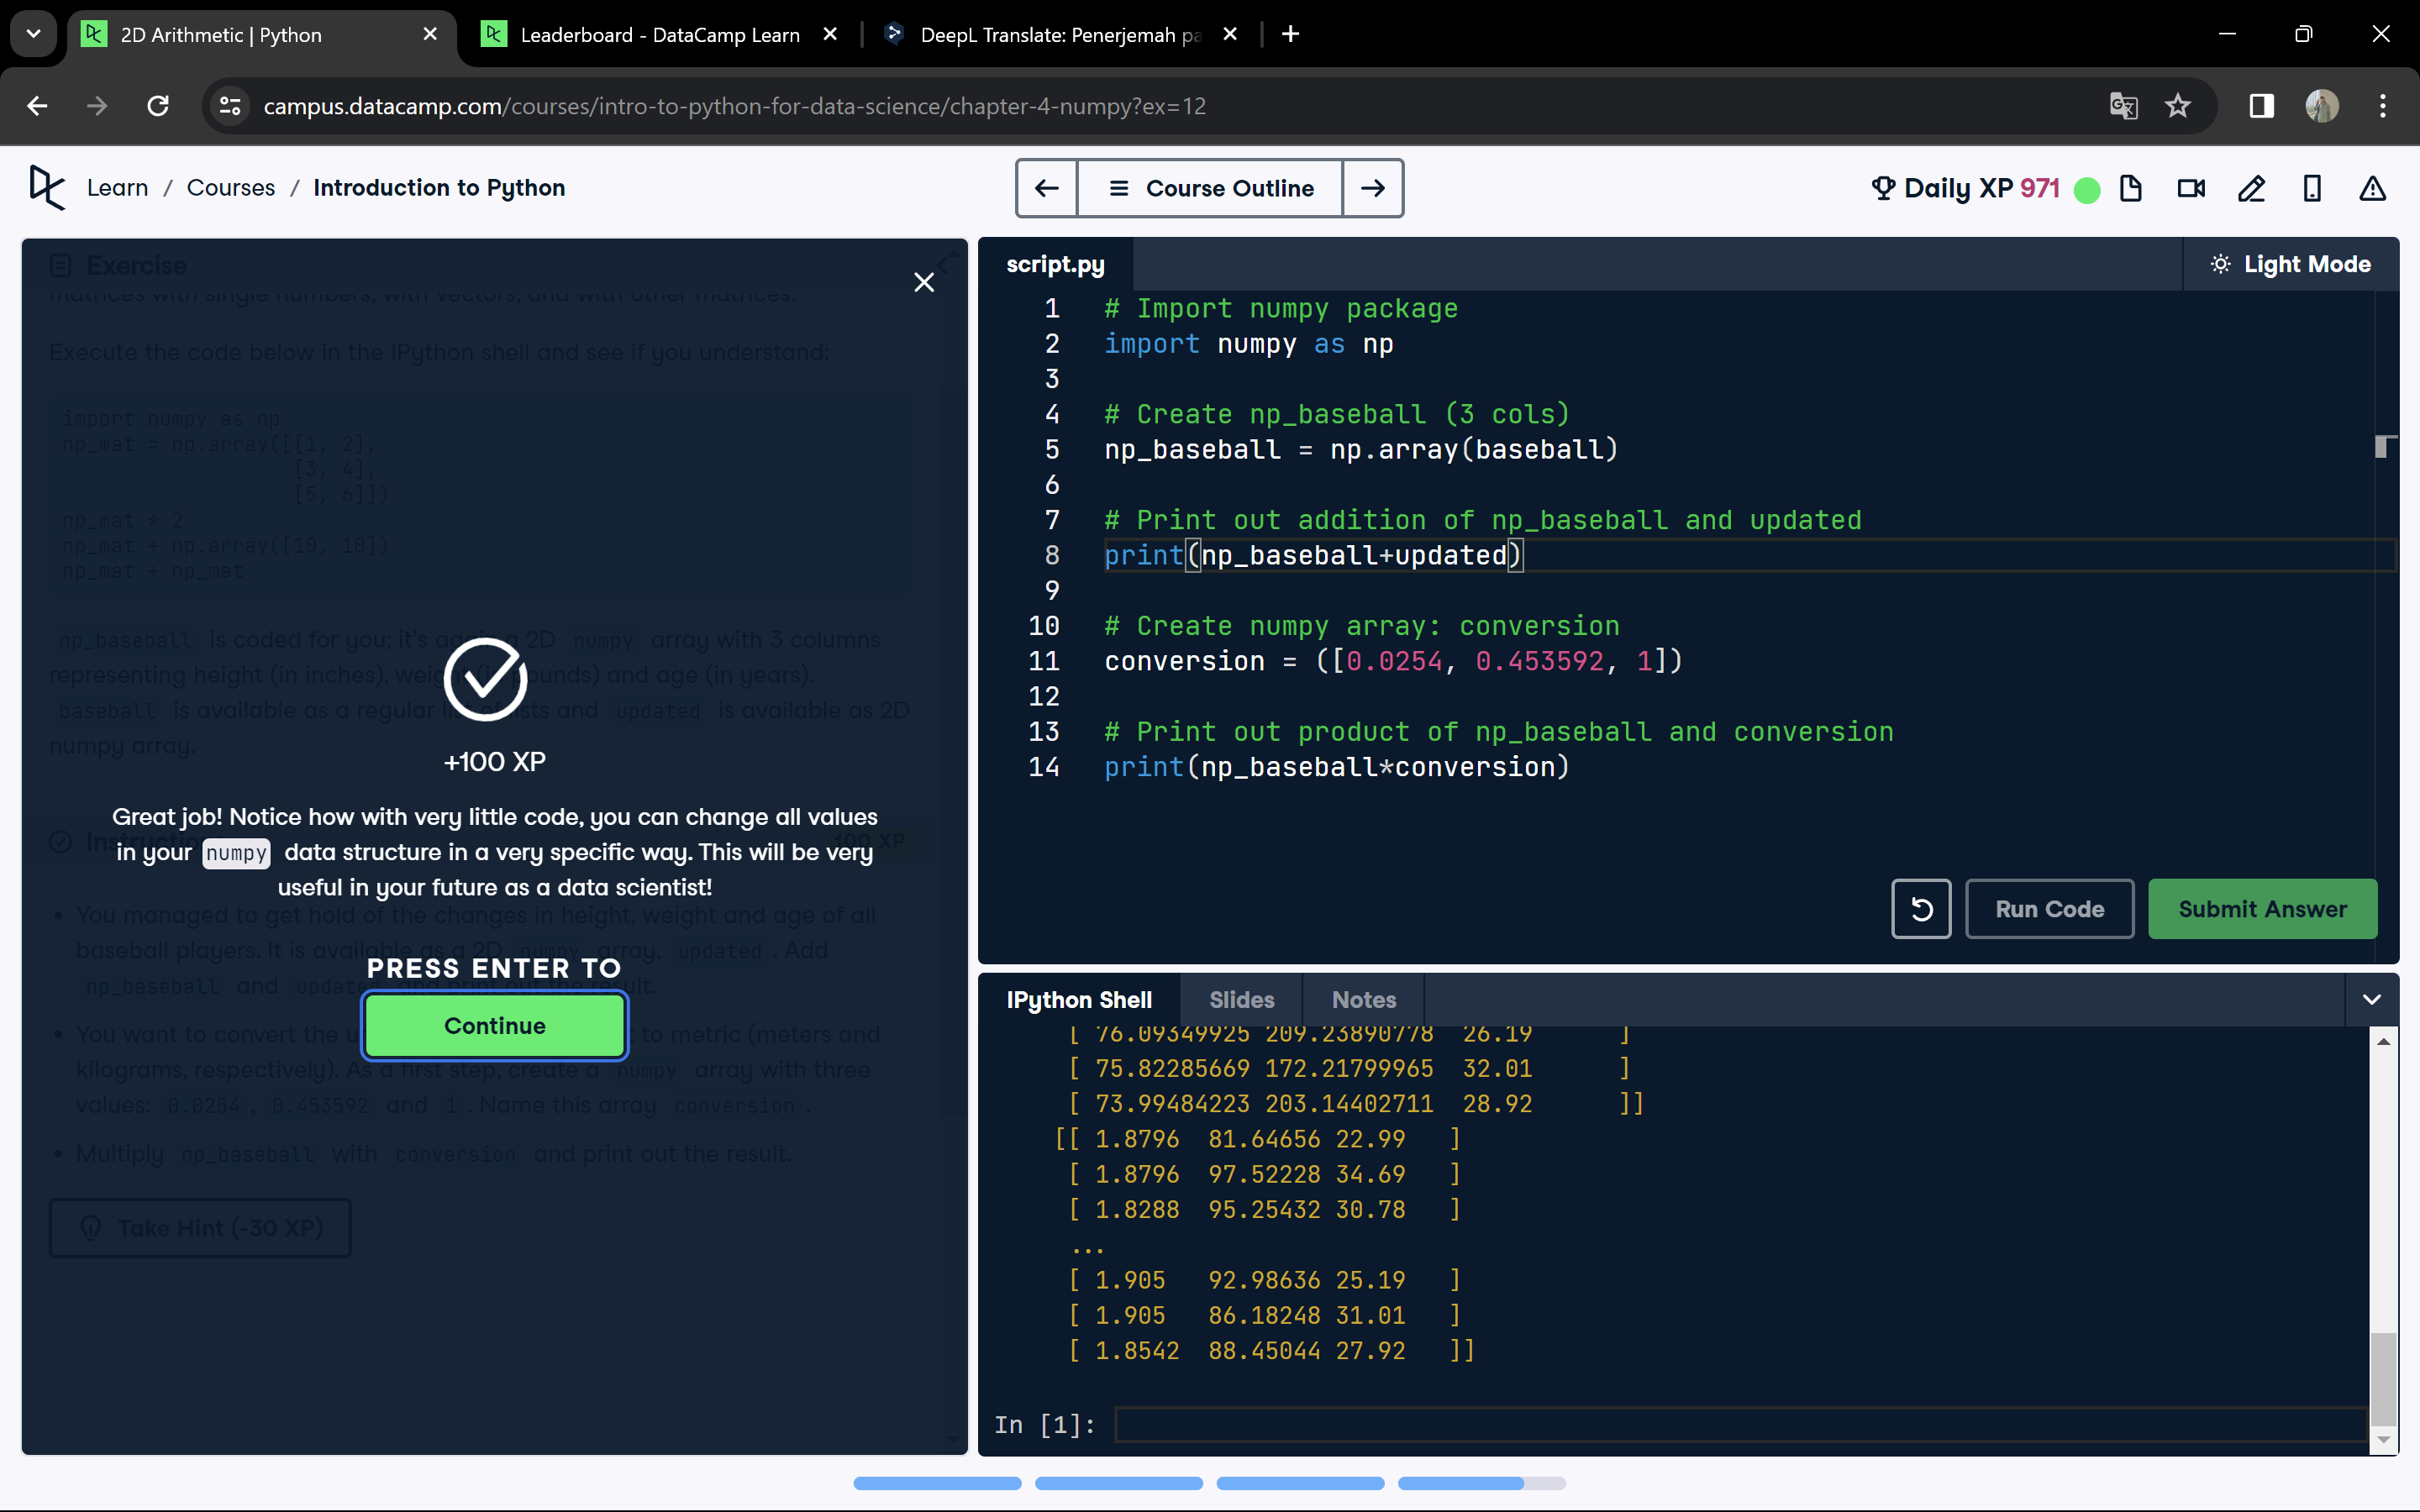 2D Arithmetic | Python
Leaderboard - DataCamp Learn
DeepL Translate: Penerjemah pa
campus.datacamp.com/courses/intro-to-python-for-data-science/chapter-4-numpy?ex=12
Learn / Courses / Introduction to Python
Course Outline
Daily XP 971
Exercise
matrices with single numbers, with vectors, and with other matrices.
Execute the code below in the IPython shell and see if you understand:
import numpy as np
np_mat = np.array([[1, 2],
[3, 4],
[5, 6]])
np_mat * 2
np_mat + np.array([10, 10])
np_mat + np_mat
np_baseball is coded for you; it's again a 2D numpy array with 3 columns
representing height (in inches), weight (in pounds) and age (in years).
baseball is available as a regular list of lists and updated is available as 2D
numpy array.
+100 XP
Great job! Notice how with very little code, you can change all values
in your numpy data structure in a very specific way. This will be very
useful in your future as a data scientist!
Instructions
100 XP
You managed to get hold of the changes in height, weight and age of all
baseball players. It is available as a 2D numpy array, updated . Add
np_baseball and updated and print out the result.
PRESS ENTER TO
Continue
You want to convert the u to metric (meters and
kilograms, respectively). As a first step, create a numpy array with three
values: 0.0254 , 0.453592 and 1 . Name this array conversion .
Multiply np_baseball with conversion and print out the result.
Take Hint (-30 XP)
script.py
Light Mode
1 # Import numpy package
2 import numpy as np
3
4 # Create np_baseball (3 cols)
5 np_baseball = np.array(baseball)
6
7 # Print out addition of np_baseball and updated
8 print(np_baseball+updated)
9
10 # Create numpy array: conversion
11 conversion = ([0.0254, 0.453592, 1])
12
13 # Print out product of np_baseball and conversion
14 print(np_baseball*conversion)
Run Code
Submit Answer
IPython Shell
Slides
Notes
[ 76.09349925 209.23890778 26.19 ]
[ 75.82285669 172.21799965 32.01 ]
[ 73.99484223 203.14402711 28.92 ]]
[[ 1.8796 81.64656 22.99 ]
[ 1.8796 97.52228 34.69 ]
[ 1.8288 95.25432 30.78 ]
...
[ 1.905 92.98636 25.19 ]
[ 1.905 86.18248 31.01 ]
[ 1.8542 88.45044 27.92 ]]
In [1]: